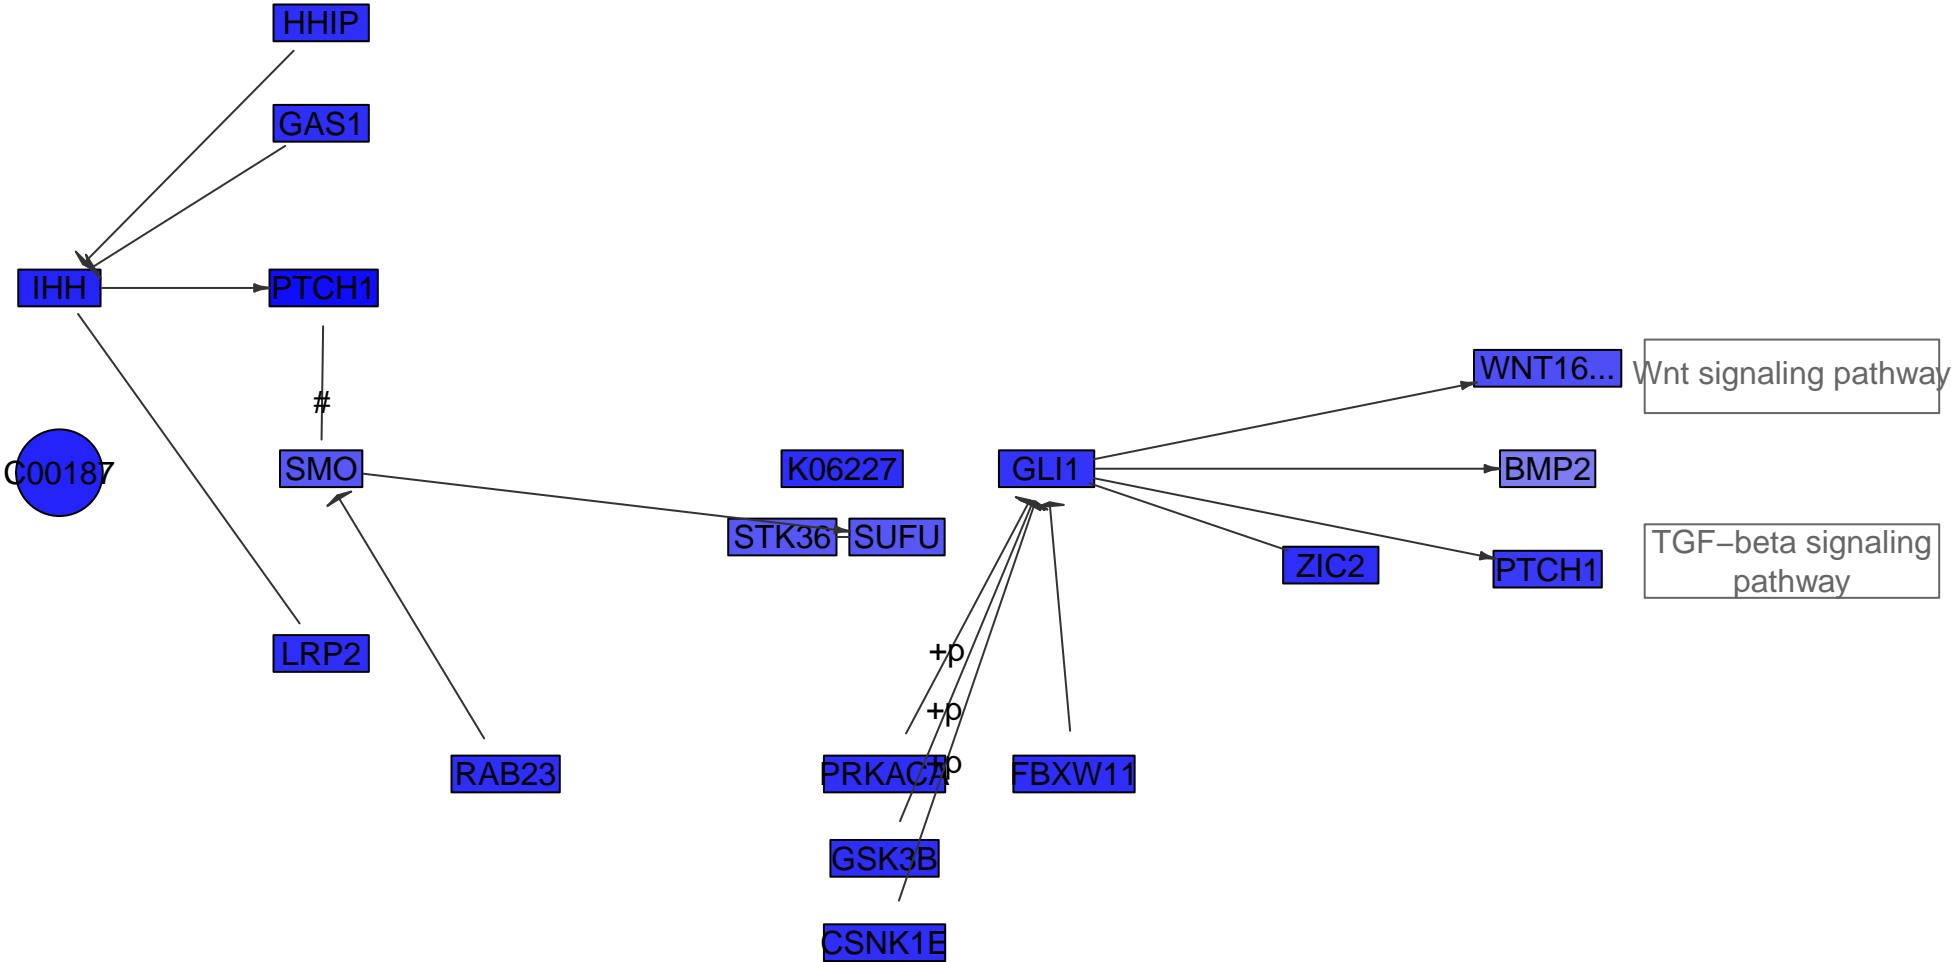 HHIP
GAS1
IHH
PTCH1
WNT16...
Wnt signaling pathway
#
C00187
SMO
K06227
GLI1
BMP2
STK36
SUFU
ZIC2
PTCH1
TGF−beta signaling
pathway
LRP2
+p
+p
RAB23
PRKACA
+p
FBXW11
GSK3B
CSNK1E